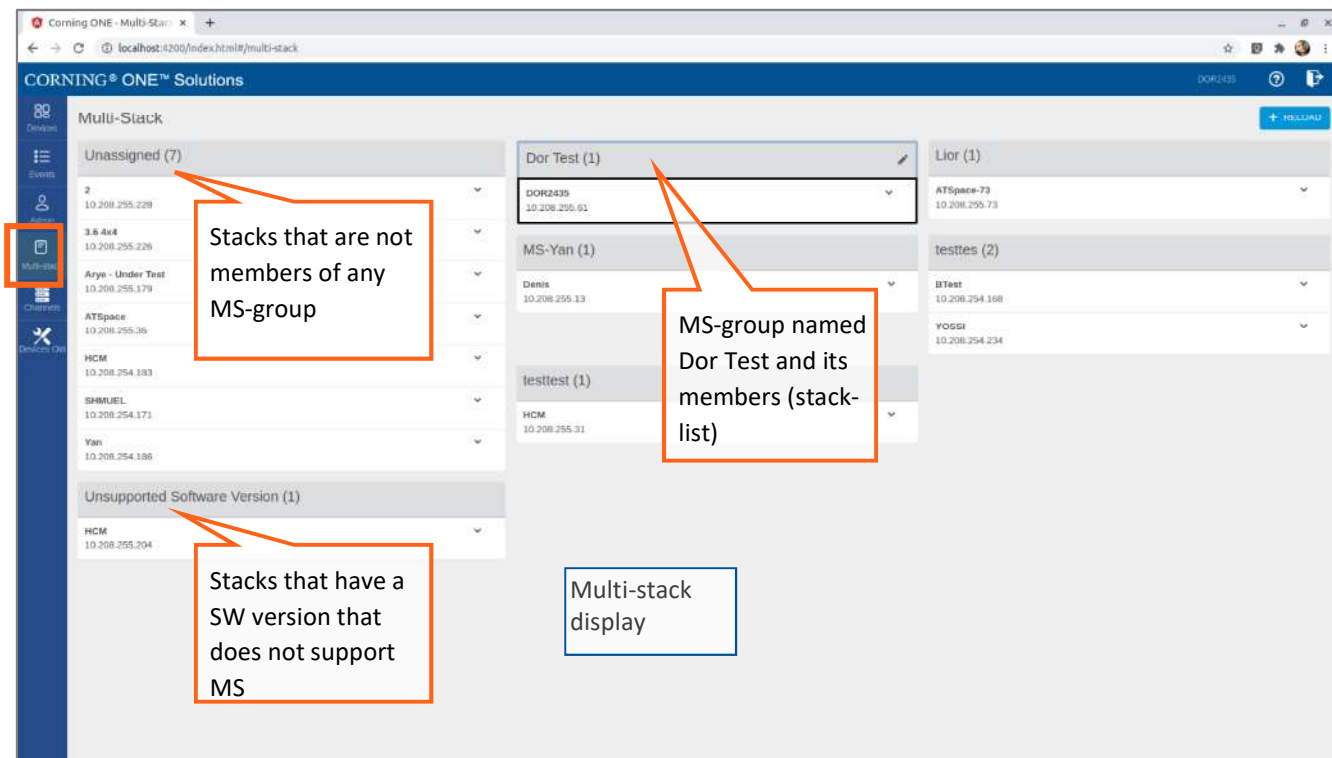 Corning ONE - Multi-Stac
localhost:4200/index.html#/multi-stack
CORNING® ONE™ Solutions
DOR2435
Devices
Events
Admin
Multi-stac
Channels
Devices Ove
Multi-Stack
+ RELOAD
Unassigned (7)
2
10.208.255.229
3.6 4x4
10.208.255.226
Arye - Under Test
10.208.255.179
ATSpace
10.208.255.36
HCM
10.208.254.183
SHMUEL
10.208.254.171
Yan
10.208.254.186
Unsupported Software Version (1)
HCM
10.208.255.204
Stacks that are not
members of any
MS-group
Stacks that have a
SW version that
does not support
MS
Dor Test (1)
DOR2435
10.208.255.61
MS-Yan (1)
Denis
10.208.255.13
testtest (1)
HCM
10.208.255.31
MS-group named
Dor Test and its
members (stack-
list)
Multi-stack
display
Lior (1)
ATSpace-73
10.208.255.73
testtes (2)
BTest
10.208.254.168
YOSSI
10.208.254.234